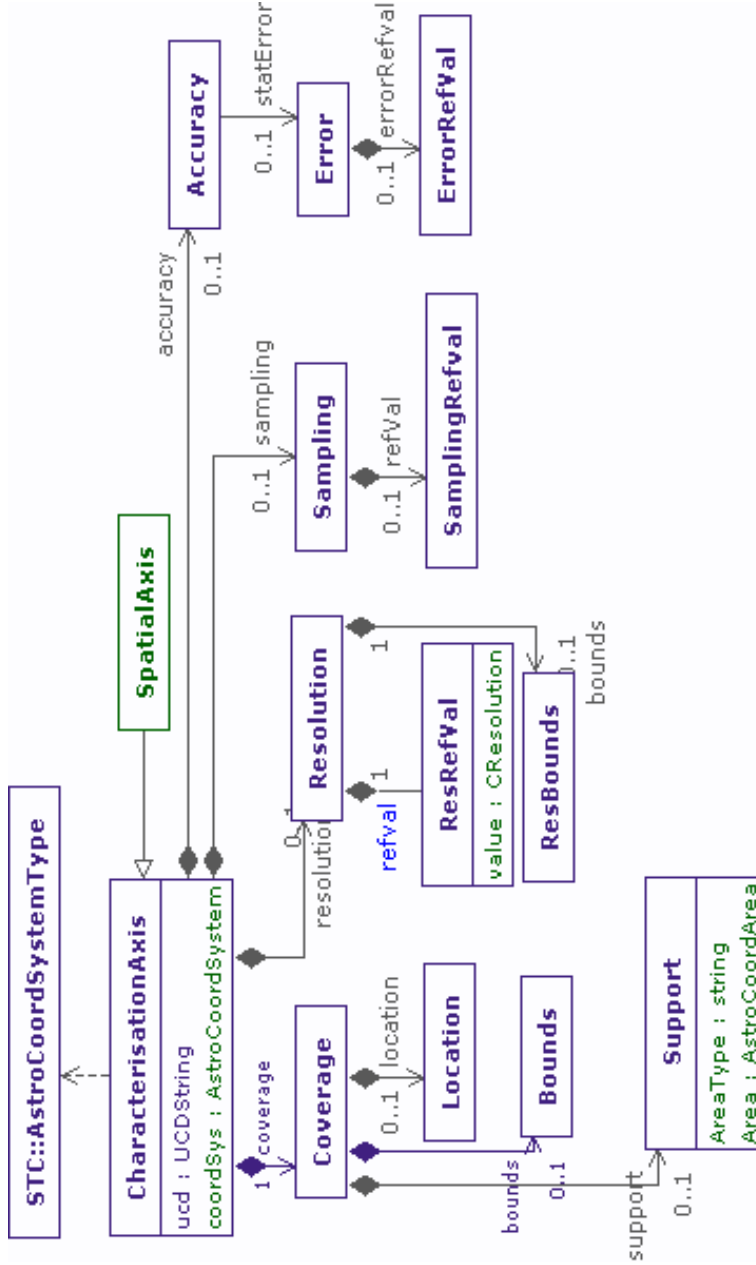 STC::AstroCoordSystemType
CharacterisationAxis
ucd : UCDString
coordSys : AstroCoordSystem
SpatialAxis
accuracy
0..1
Accuracy
0..1
statError
Error
0..1
errorRefval
ErrorRefVal
0..1
sampling
Sampling
0..1
refVal
SamplingRefval
0..1
resolution
Resolution
refval
1
ResRefVal
value : CResolution
1
0..1
bounds
ResBounds
1
coverage
Coverage
0..1
location
Location
bounds
0..1
Bounds
support
0..1
Support
AreaType : string
Area : AstroCoordArea